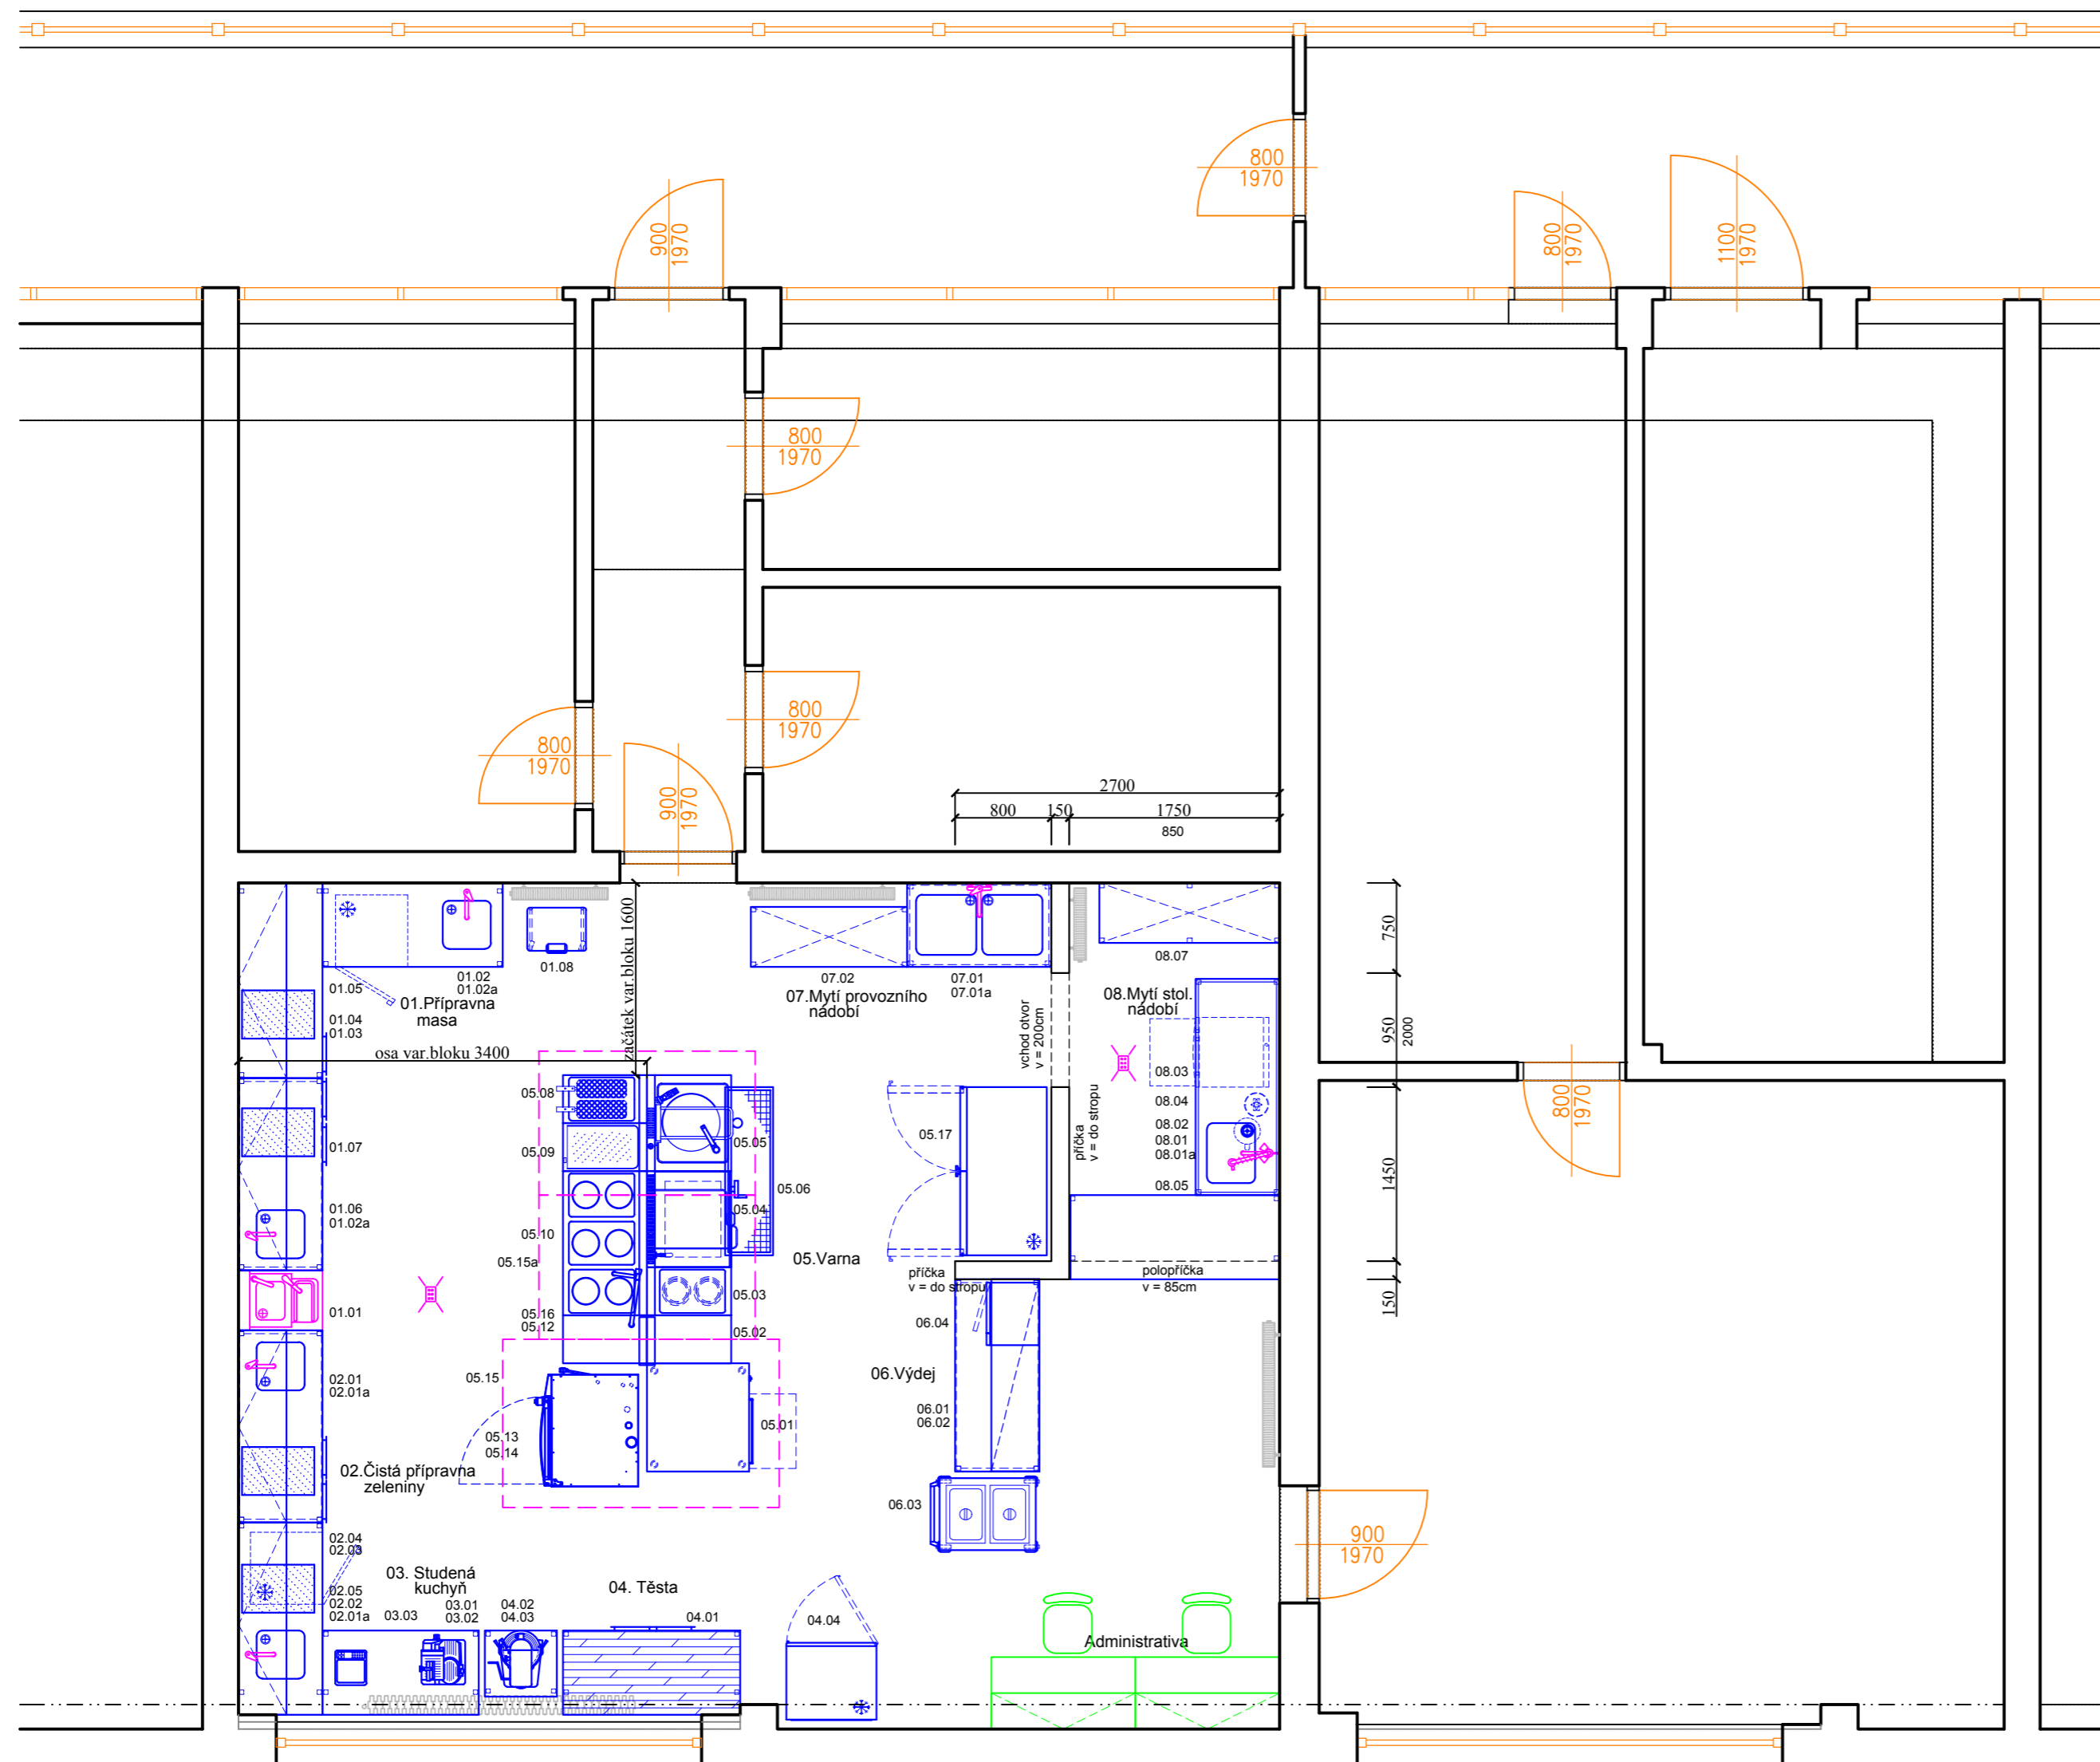 800
1970
900
1970
800
1970
1100
1970
800
1970
800
1970
800
1970
900
1970
2700
800
150
1750
850
začátek var.bloku 1600
01.02
01.02a
01.08
01.05
01.Přípravna
masa
01.04
01.03
osa var.bloku 3400
07.02
07.01
07.01a
07.Mytí provozního
nádobí
vchod otvor
v = 200cm
08.07
08.Mytí stol.
nádobí
750
950
2000
1450
150
800
1970
08.03
08.04
08.02
08.01
08.01a
08.05
příčka
v = do stropu
05.08
05.09
05.05
05.17
01.07
05.06
05.04
01.06
01.02a
05.10
05.15a
05.Varna
příčka
v = do stropu
polopříčka
v = 85cm
01.01
05.16
05.12
05.03
05.02
06.04
02.01
02.01a
05.15
06.Výdej
06.01
06.02
05.01
05.13
05.14
02.Čistá přípravna
zeleniny
06.03
900
1970
02.04
02.03
03. Studená
kuchyň
04. Těsta
02.05
02.02
02.01a
03.03
03.01
03.02
04.02
04.03
04.01
04.04
Administrativa